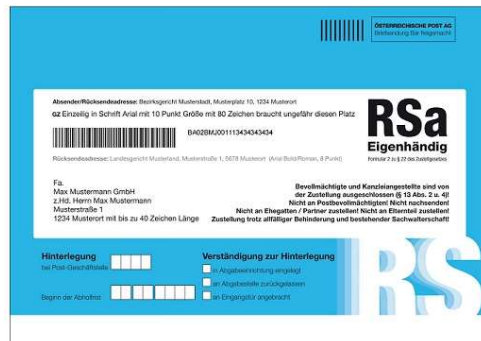 ÖSTERREICHISCHE POST AG
Briefsendung Bar freigemacht
Absender/Rücksendeadresse: Bezirksgericht Musterstadt, Musterplatz 10, 1234 Musterort
GZ Einzeilig in Schrift Arial mit 10 Punkt Größe mit 80 Zeichen braucht ungefähr diesen Platz
BA02BMJ001113434343434
RSa
Eigenhändig
Formular 2 zu § 22 des Zustellgesetzes
Rücksendeadresse: Landesgericht Musterland, Musterstraße 1, 5678 Musterort (Arial Bold/Roman, 8 Punkt)
Fa.
Max Mustermann GmbH
z.Hd. Herrn Max Mustermann
Musterstraße 1
1234 Musterort mit bis zu 40 Zeichen Länge
Bevollmächtigte und Kanzleiangestellte sind von
der Zustellung ausgeschlossen (§ 13 Abs. 2 u. 4)!
Nicht an Postbevollmächtigten! Nicht nachsenden!
Nicht an Ehegatten / Partner zustellen! Nicht an Elternteil zustellen!
Zustellung trotz allfälliger Behinderung und bestehender Sachwalterschaft!
Hinterlegung
bei Post-Geschäftsstelle
Beginn der Abholfrist
Verständigung zur Hinterlegung
in Abgabeeinrichtung eingelegt
an Abgabestelle zurückgelassen
an Eingangstür angebracht
RS